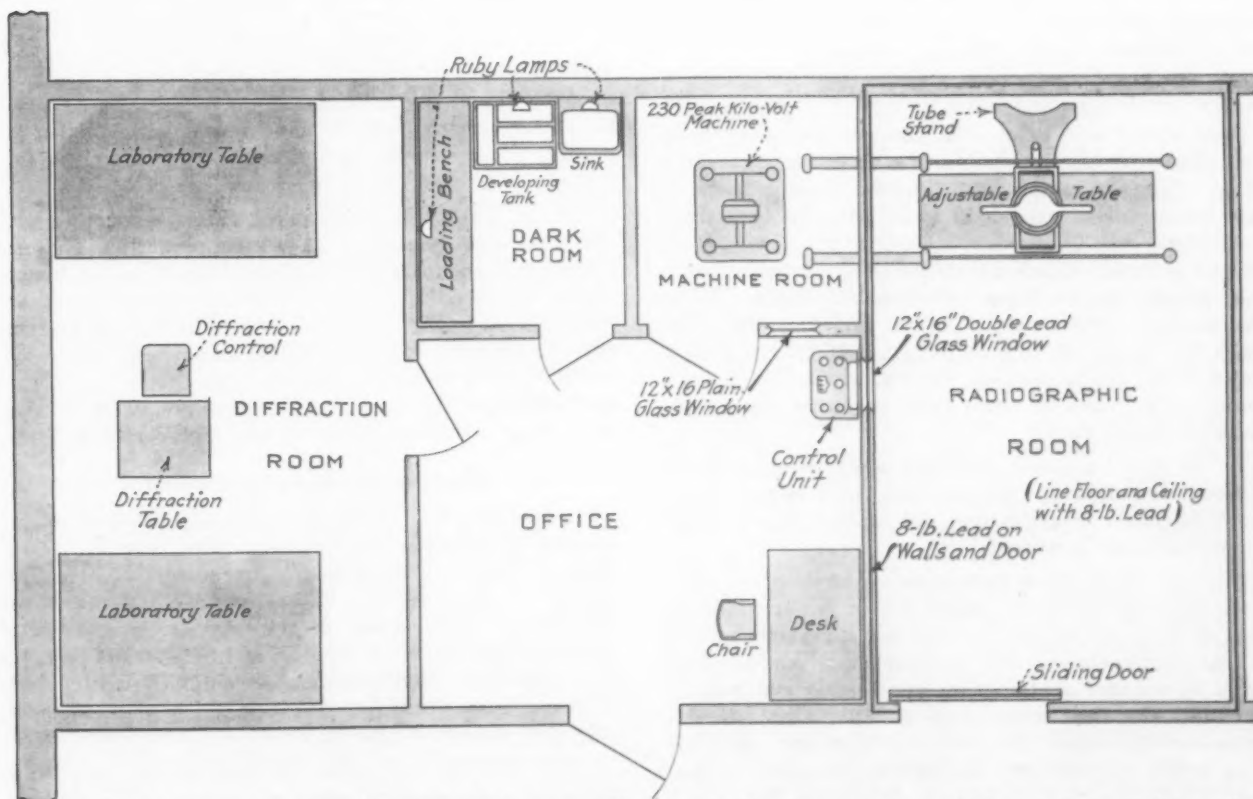 Ruby Lamps
230 Peak Kilo-Volt
Machine
Tube
Stand
Laboratory Table
Loading Bench
Developing
Tank
Sink
Adjustable Table
DARK
ROOM
MACHINE ROOM
Diffraction
Control
12"x16" Double Lead
Glass Window
12"x16 Plain
Glass Window
DIFFRACTION
ROOM
RADIOGRAPHIC
ROOM
Control
Unit
Diffraction
Table
OFFICE
(Line Floor and Ceiling
with 8-lb. Lead)
8-lb. Lead on
Walls and Door
Laboratory Table
Chair
Desk
Sliding Door